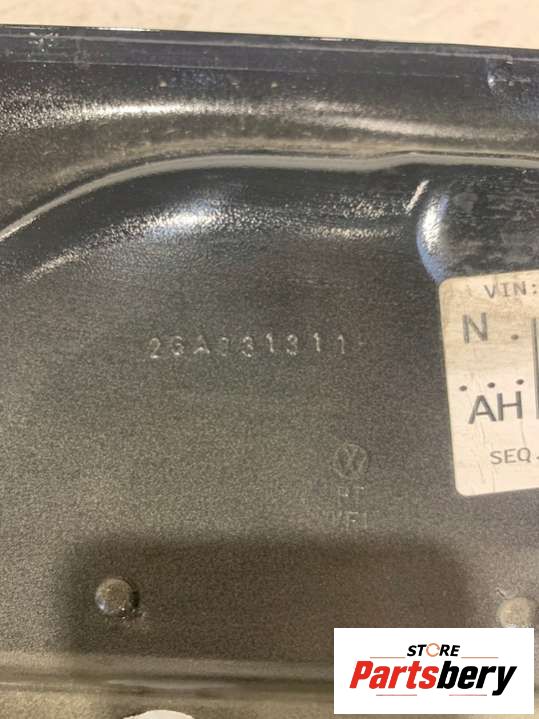 VIN:
N .
2GA831311
...
AH
SEQ.
STORE
Partsbery